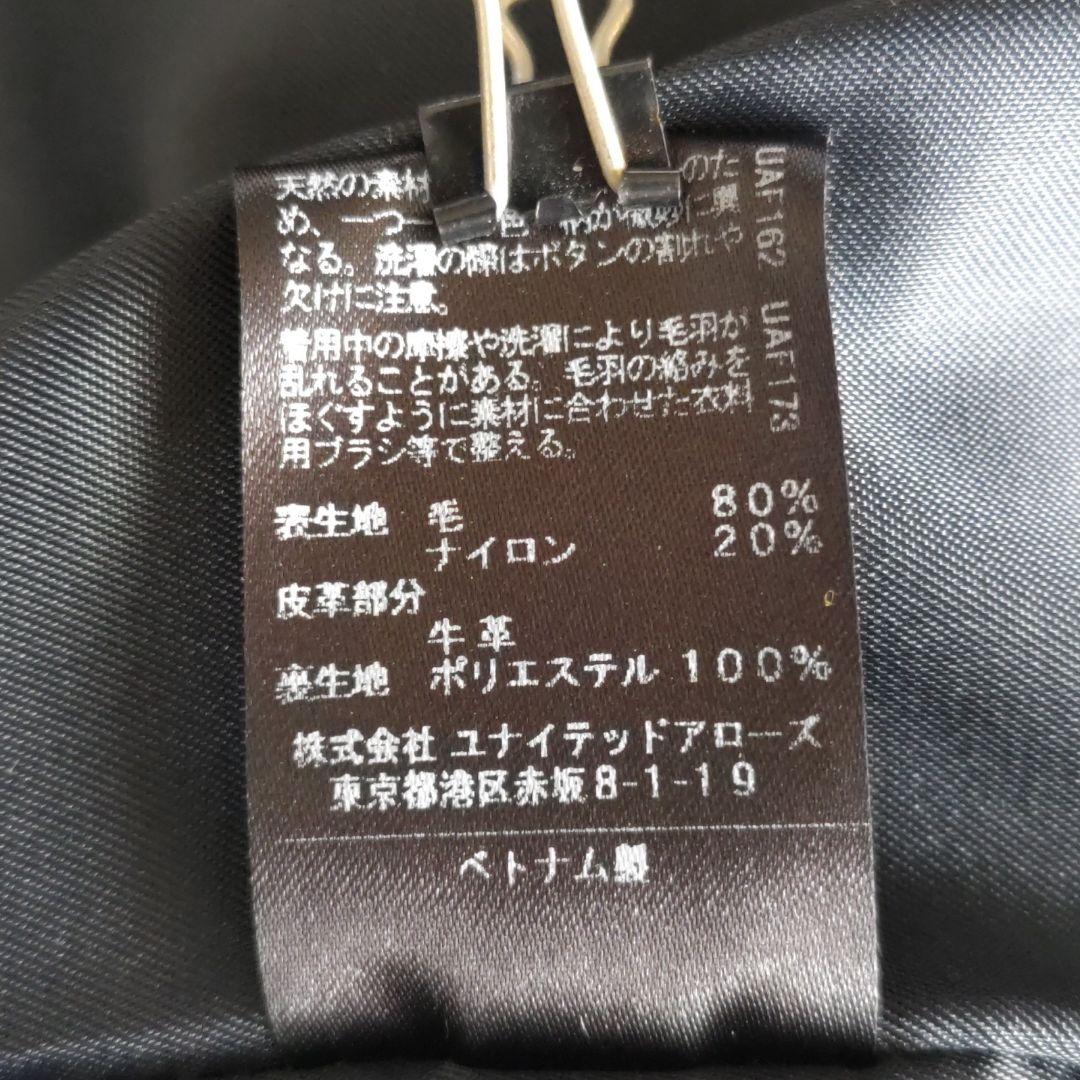 天然の素材 のた
め、一つ一 色 柄が微妙に異
なる。洗濯の際はボタンの割れや
欠けに注意。
着用中の摩擦や洗濯により毛羽が
乱れることがある。毛羽の絡みを
ほぐすように素材に合わせた衣料
用ブラシ等で整える。
表生地 毛 80%
ナイロン 20%
皮革部分
牛革
裏生地 ポリエステル 100%
株式会社 ユナイテッドアローズ
東京都港区赤坂8-1-19
ベトナム製
UAF162 UAF173